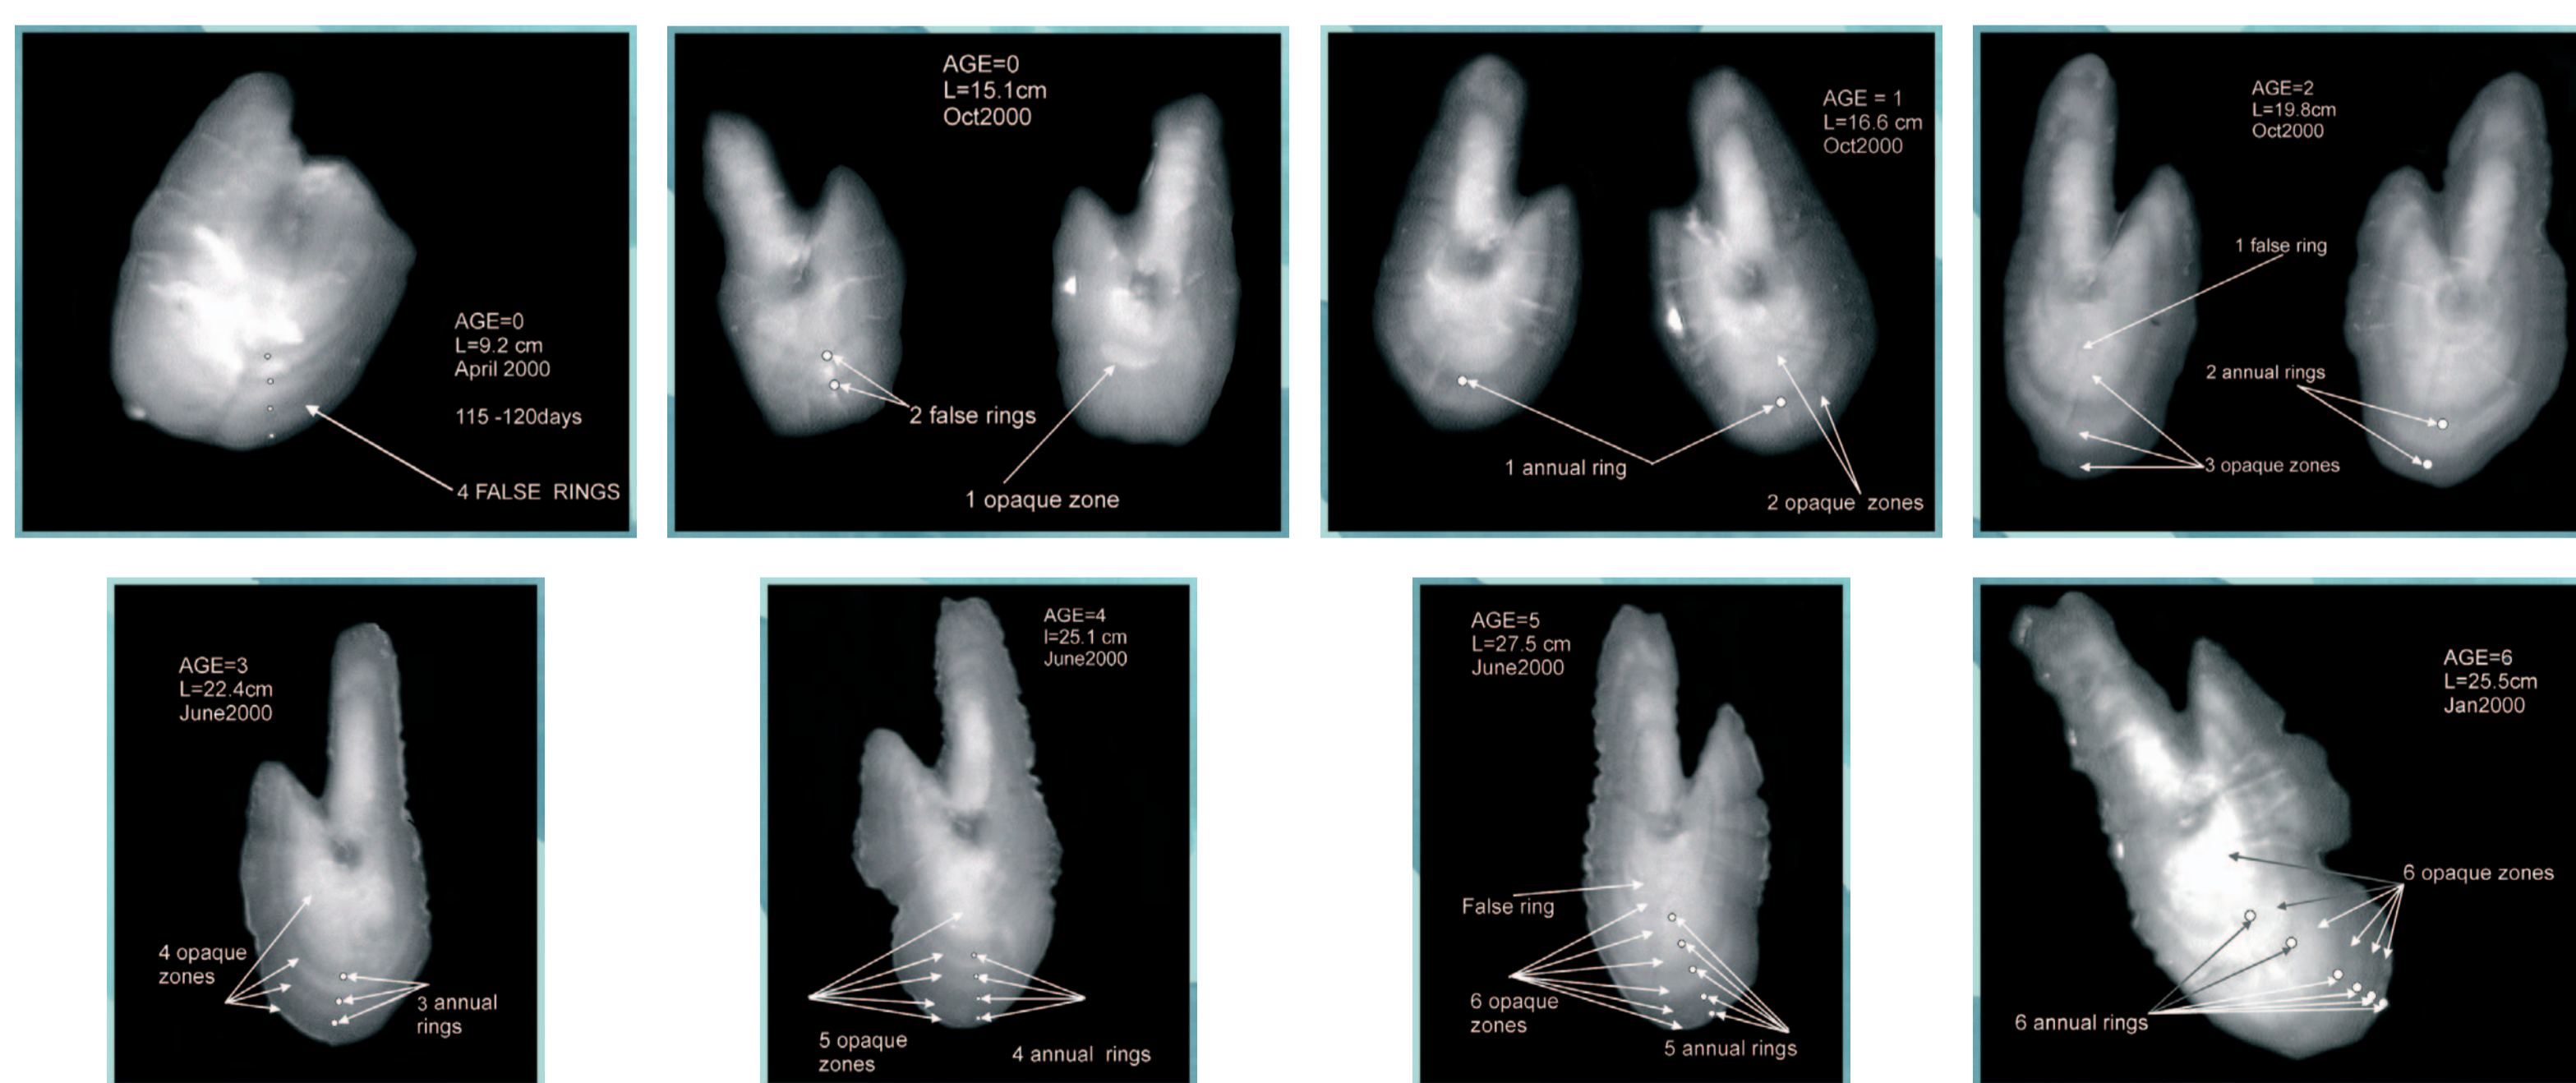 AGE=0
L=9.2 cm
April 2000
115 -120days
4 FALSE RINGS
AGE=0
L=15.1cm
Oct2000
2 false rings
1 opaque zone
AGE = 1
L=16.6 cm
Oct2000
1 annual ring
2 opaque zones
AGE=2
L=19.8cm
Oct2000
1 false ring
2 annual rings
3 opaque zones
AGE=3
L=22.4cm
June2000
4 opaque
zones
3 annual
rings
AGE=4
l=25.1 cm
June2000
5 opaque
zones
4 annual rings
AGE=5
L=27.5 cm
June2000
False ring
6 opaque
zones
5 annual rings
AGE=6
L=25.5cm
Jan2000
6 opaque zones
6 annual rings